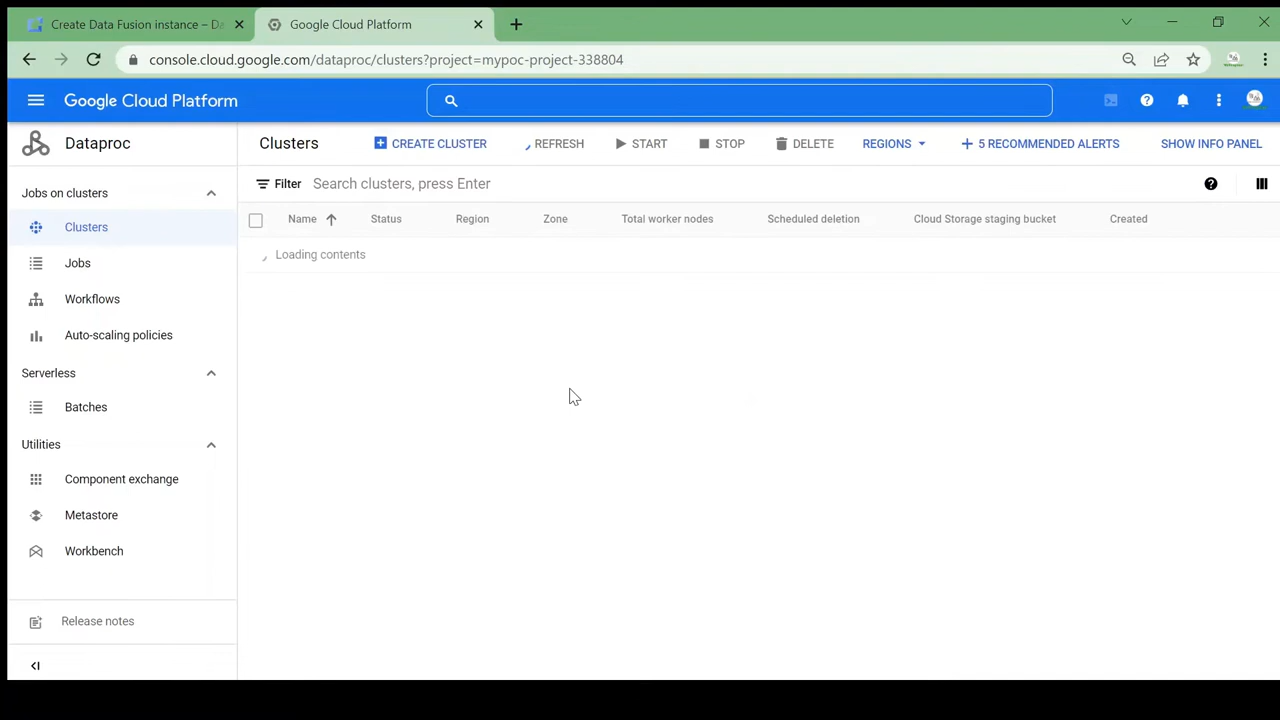 Create Data Fusion instance – Da
Google Cloud Platform
console.cloud.google.com/dataproc/clusters?project=mypoc-project-338804
Google Cloud Platform
Dataproc
Clusters
CREATE CLUSTER
REFRESH
START
STOP
DELETE
REGIONS
5 RECOMMENDED ALERTS
SHOW INFO PANEL
Jobs on clusters
Clusters
Jobs
Workflows
Auto-scaling policies
Serverless
Batches
Utilities
Component exchange
Metastore
Workbench
Release notes
Filter Search clusters, press Enter
Name Status Region Zone Total worker nodes Scheduled deletion Cloud Storage staging bucket Created
Loading contents